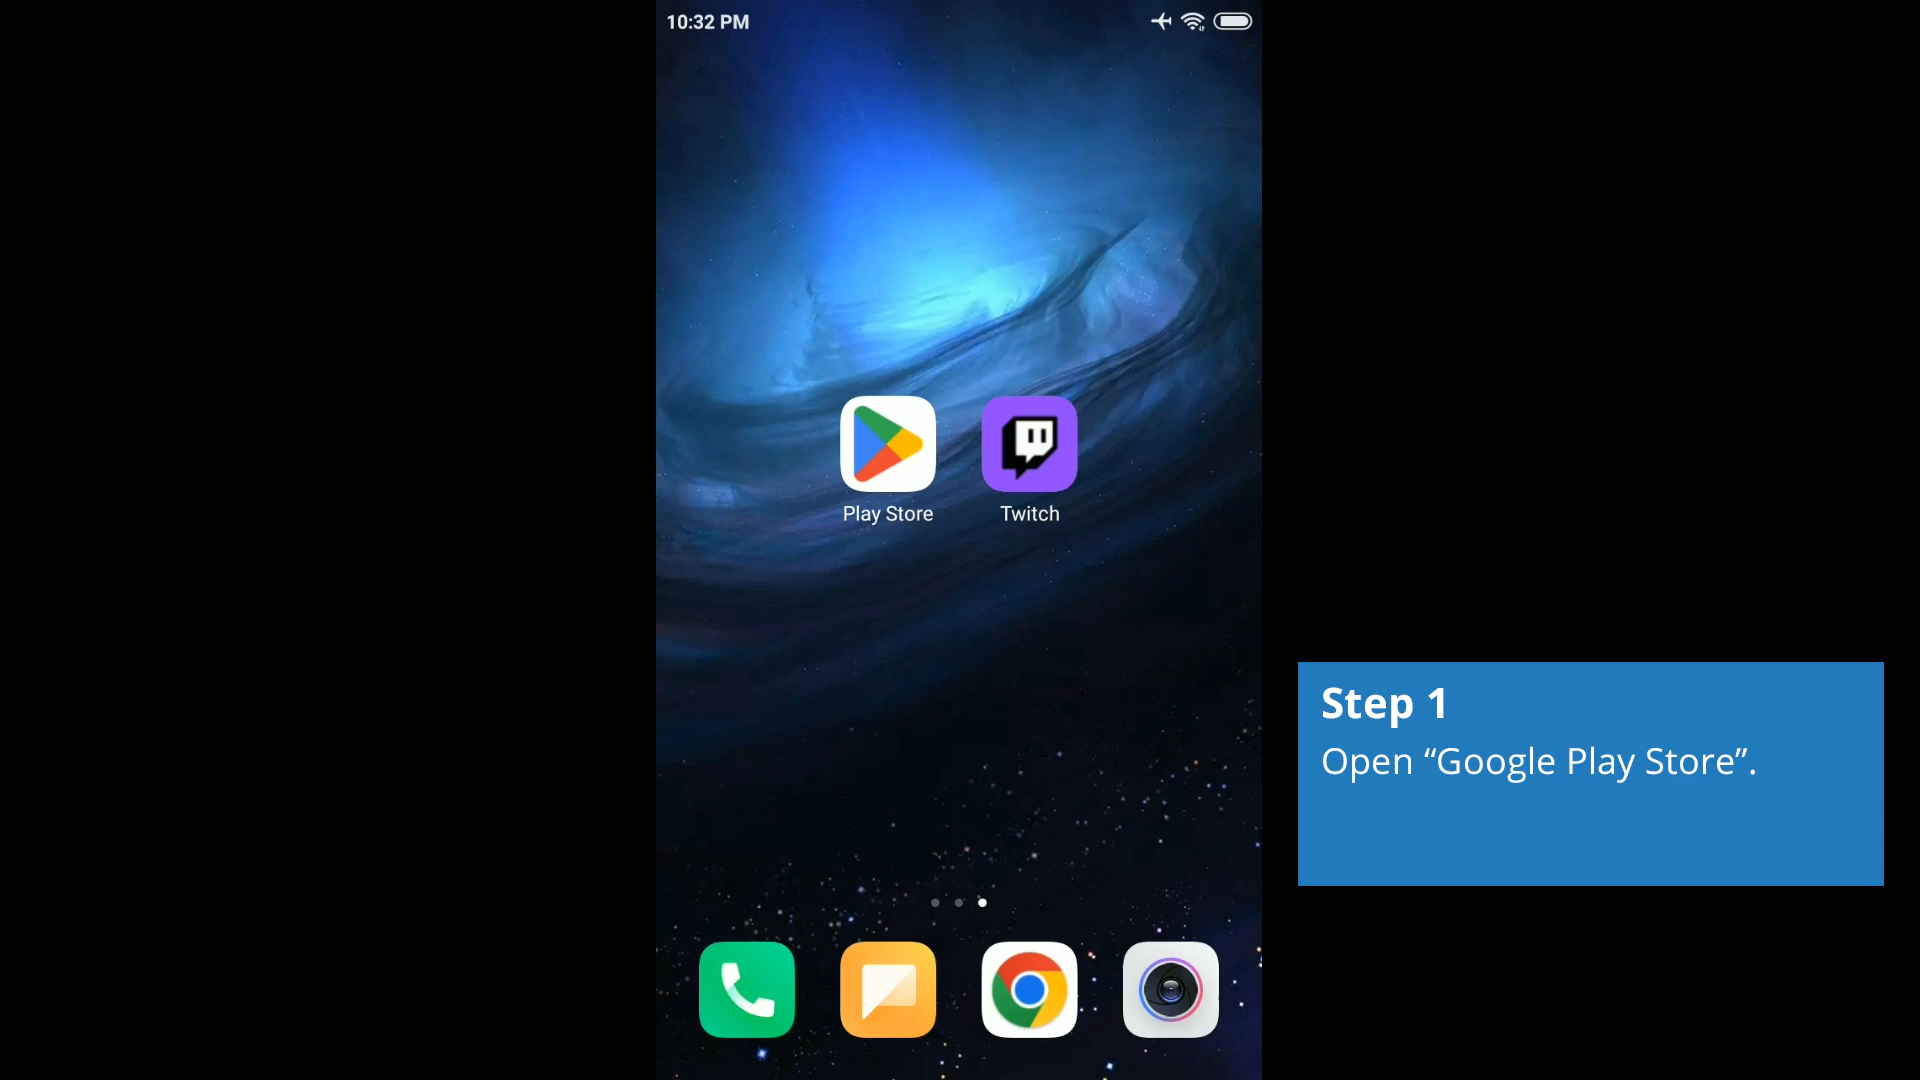 10:32 PM
Play Store
Twitch
Step 1
Open “Google Play Store”.